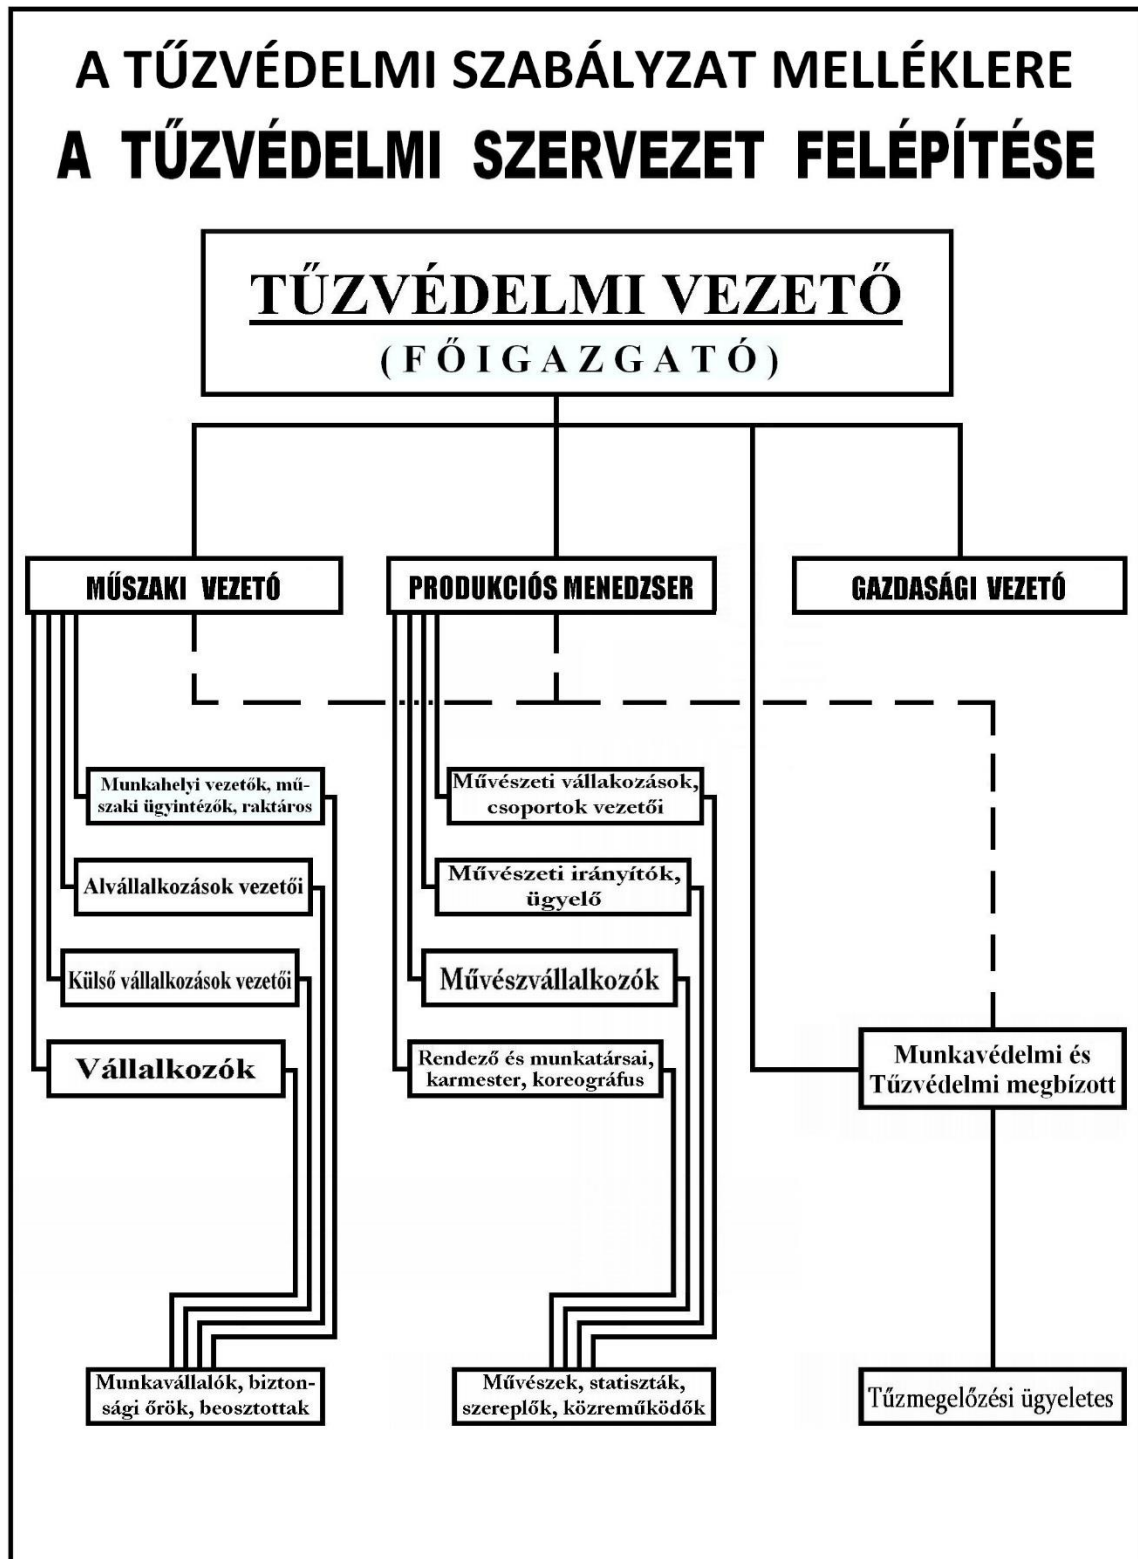 A TŰZVÉDELMI SZABÁLYZAT MELLÉKLERE
A TŰZVÉDELMI SZERVEZET FELÉPÍTÉSE
TŰZVÉDELMI VEZETŐ
(FŐIGAZGATÓ)
MŰSZAKI VEZETÓ
PRODUKCIÓS MENEDZSER
GAZDASÁGI VEZETÓ
Munkahelyi vezetők, mű-
szaki ügyintézők, raktáros
Művészeti vállakozások,
csoportok vezetői
Alvállalkozások vezetői
Művészeti irányítók,
ügyelő
Külső vállalkozások vezetői
Művészvállalkozók
Vállalkozók
Rendező és munkatársai,
karmester, koreográfus
Munkavédelmi és
Tűzvédelmi megbízott
Munkavállalók, bizton-
sági őrök, beosztottak
Művészek, statiszták,
szereplők, közreműködők
Tűzmegelőzési ügyeletes